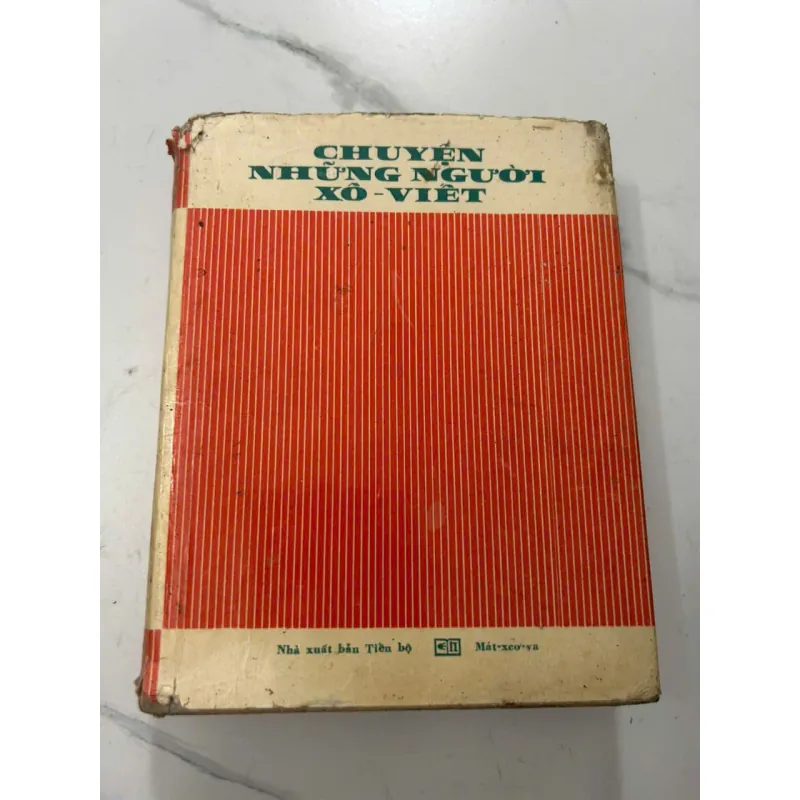 CHUYỆN
NHỮNG NGƯỜI
XÔ-VIẾT
Nhà xuất bản Tiến bộ
Mát-xcơ-va